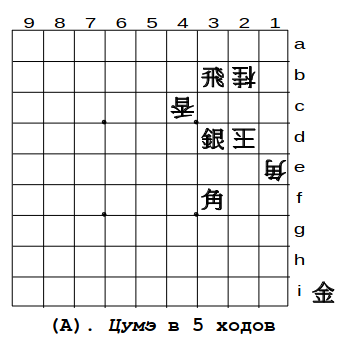 9 8 7 6 5 4 3 2 1
a
飛 桂 b
香 c
銀 王 d
角 e
角 f
g
h
i 金
(A). Цумэ в 5 ходов